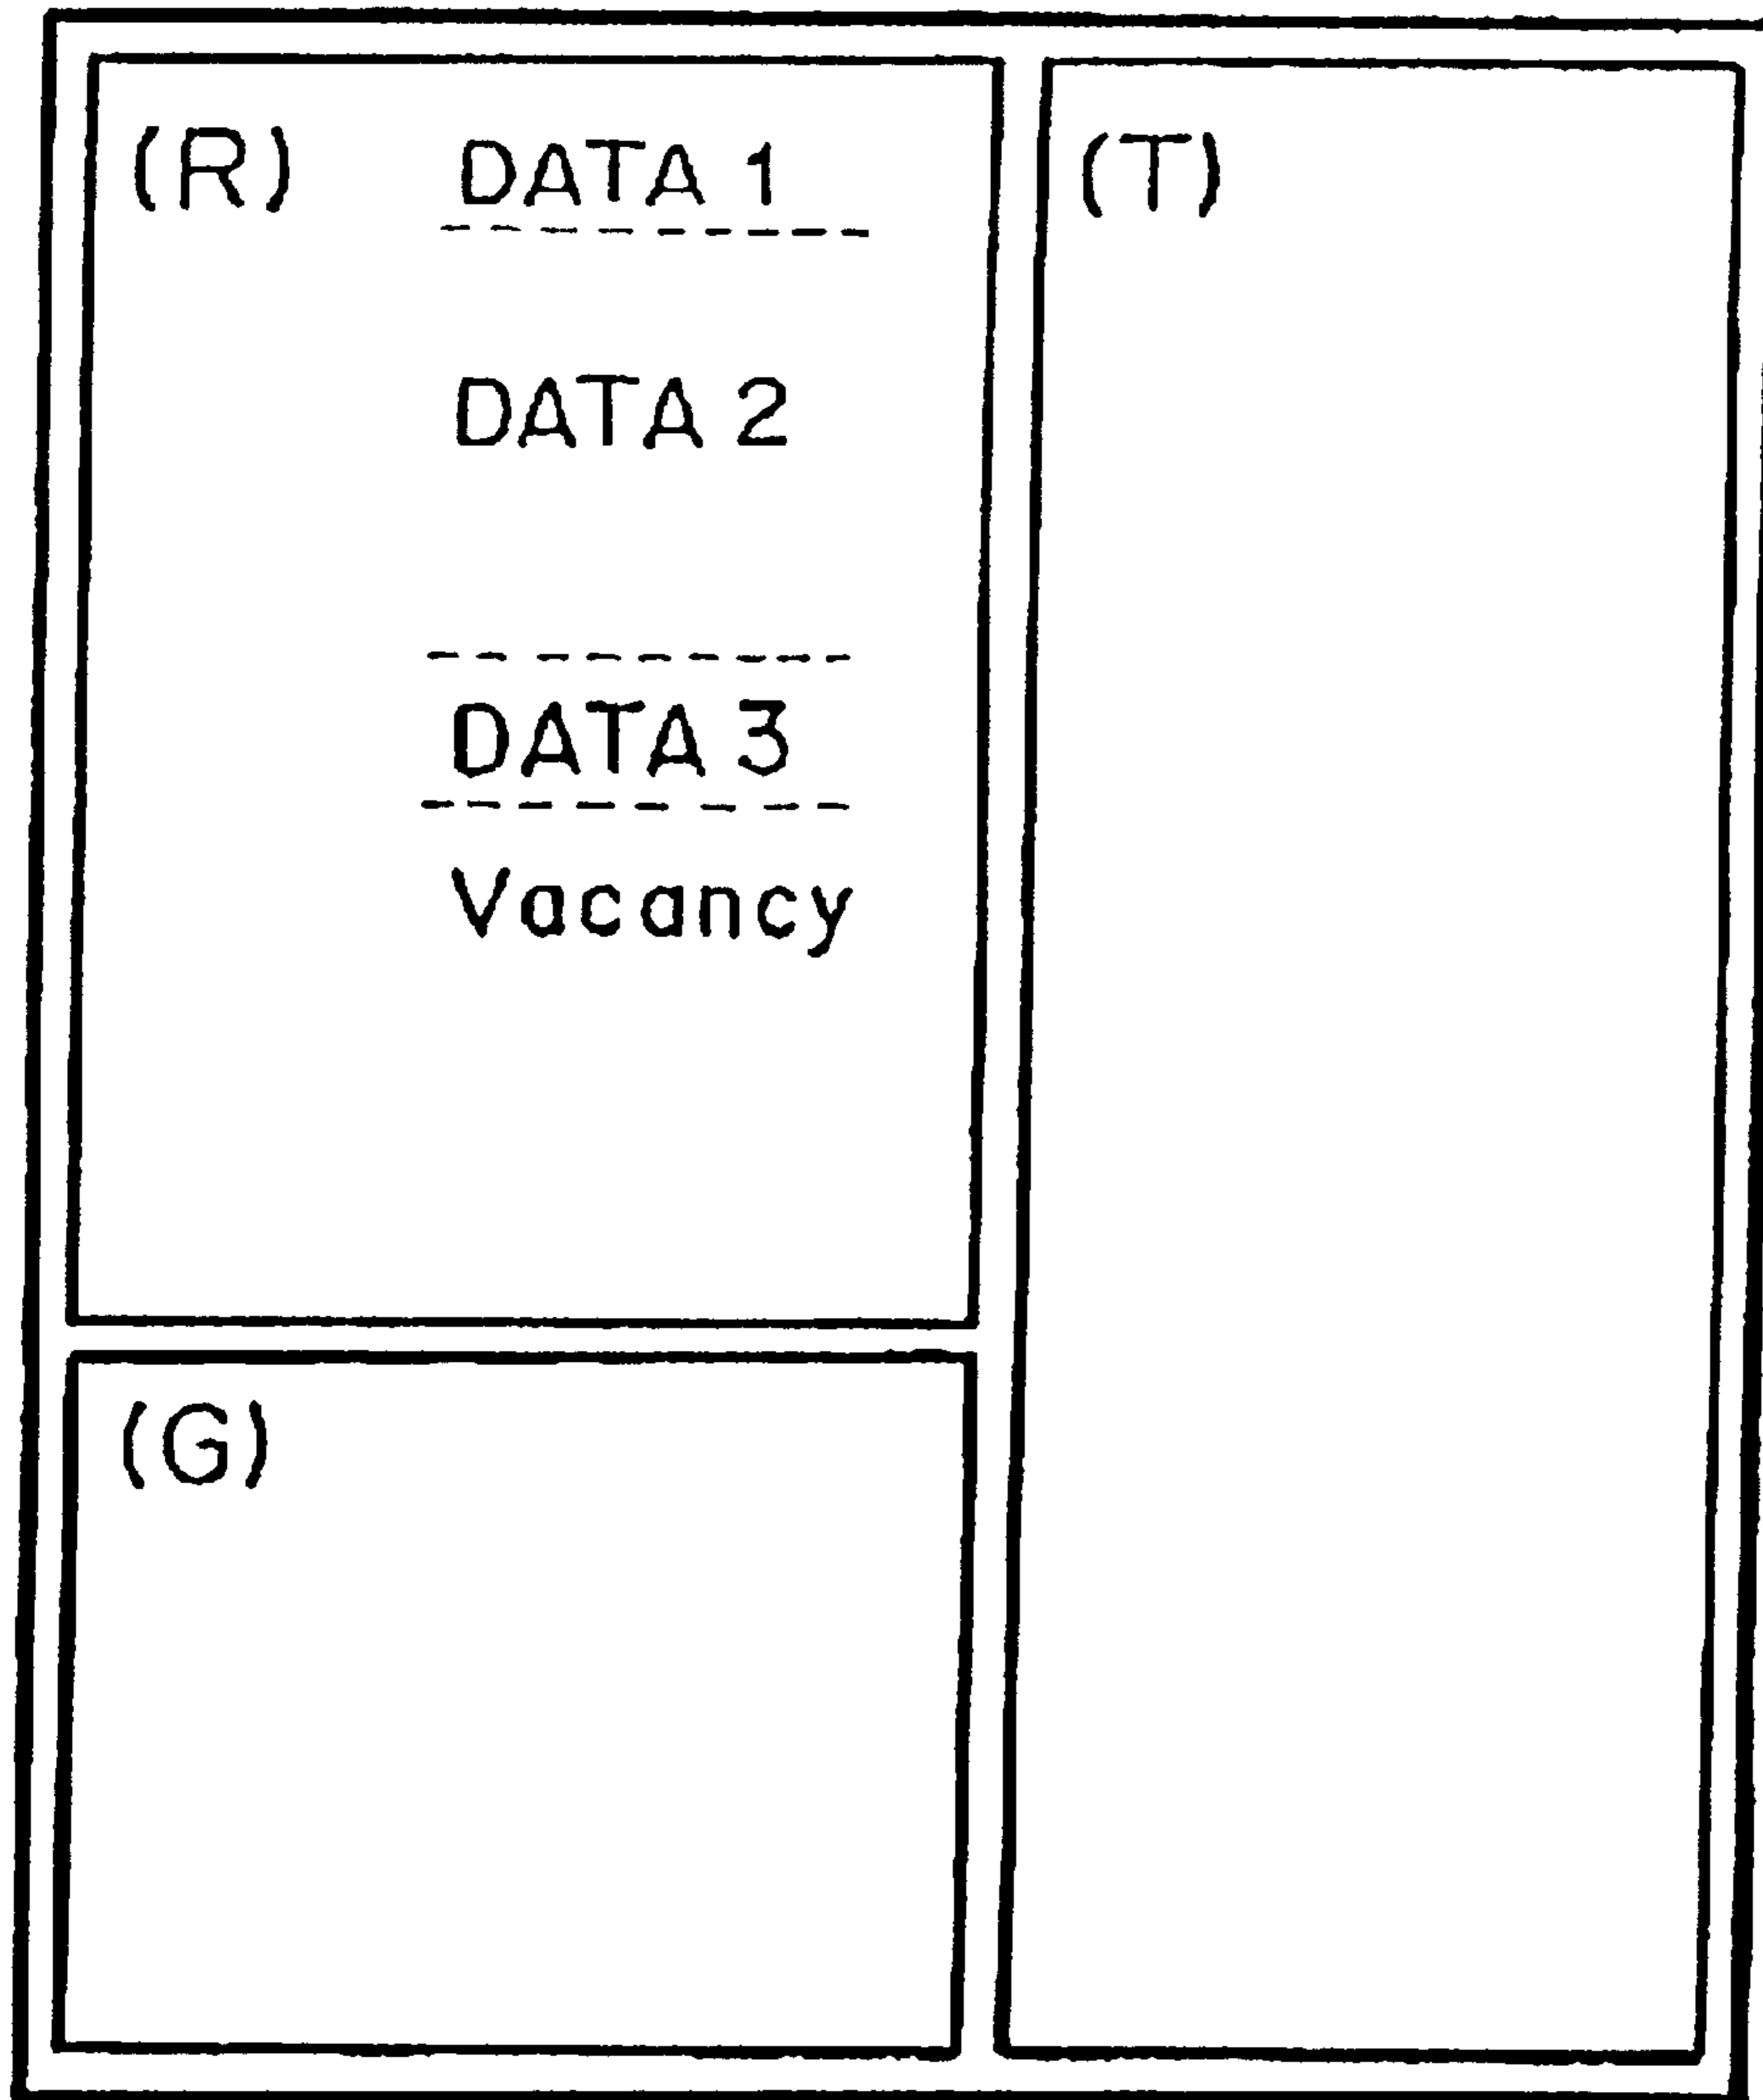 (R) DATA 1
DATA 2
DATA 3
Vacancy
(G)
(T)